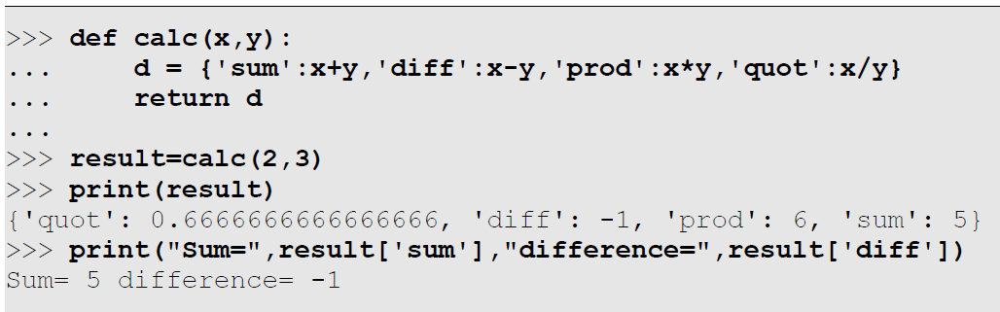 >>> def calc(x,y):
...     d = {'sum':x+y,'diff':x-y,'prod':x*y,'quot':x/y}
...     return d
...
>>> result=calc(2,3)
>>> print(result)
{'quot': 0.6666666666666666, 'diff': -1, 'prod': 6, 'sum': 5}
>>> print("Sum=",result['sum'],"difference=",result['diff'])
Sum= 5 difference= -1